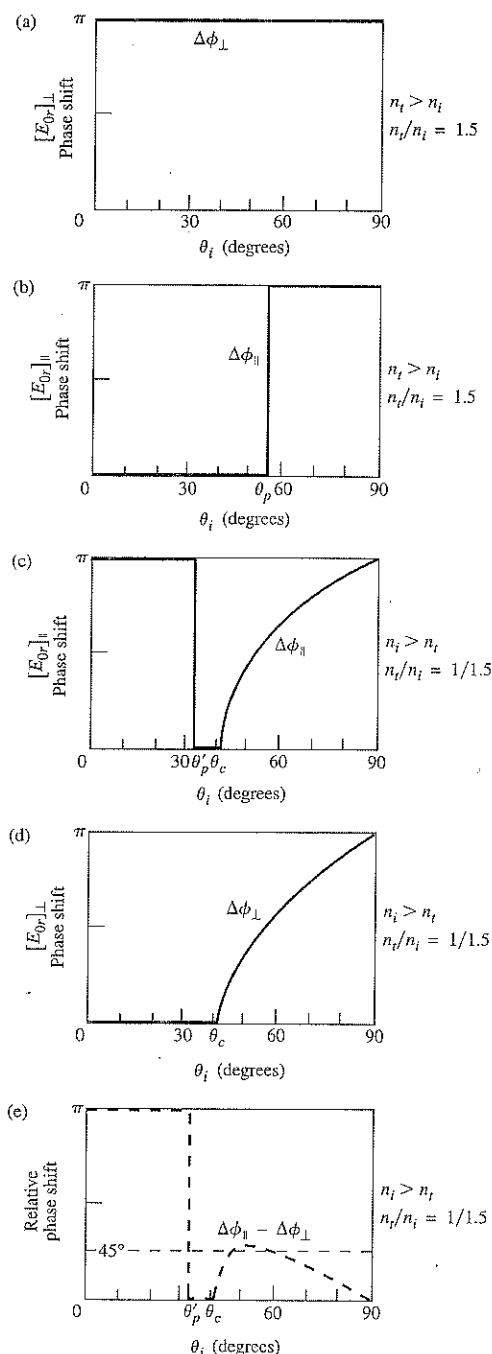 (a)
π
Δϕ⊥
[E0r]⊥
Phase shift
nt > ni
nt/ni = 1.5
0 30 60 90
θi (degrees)
(b)
π
Δϕ∥
[E0r]∥
Phase shift
nt > ni
nt/ni = 1.5
0 30 θp 60 90
θi (degrees)
(c)
π
Δϕ∥
[E0r]∥
Phase shift
ni > nt
nt/ni = 1/1.5
0 30 θ′p θc 60 90
θi (degrees)
(d)
π
Δϕ⊥
[E0r]⊥
Phase shift
ni > nt
nt/ni = 1/1.5
0 30 θc 60 90
θi (degrees)
(e)
π
Relative
phase shift
Δϕ∥ − Δϕ⊥
45°
ni > nt
nt/ni = 1/1.5
0 30 θ′p θc 60 90
θi (degrees)